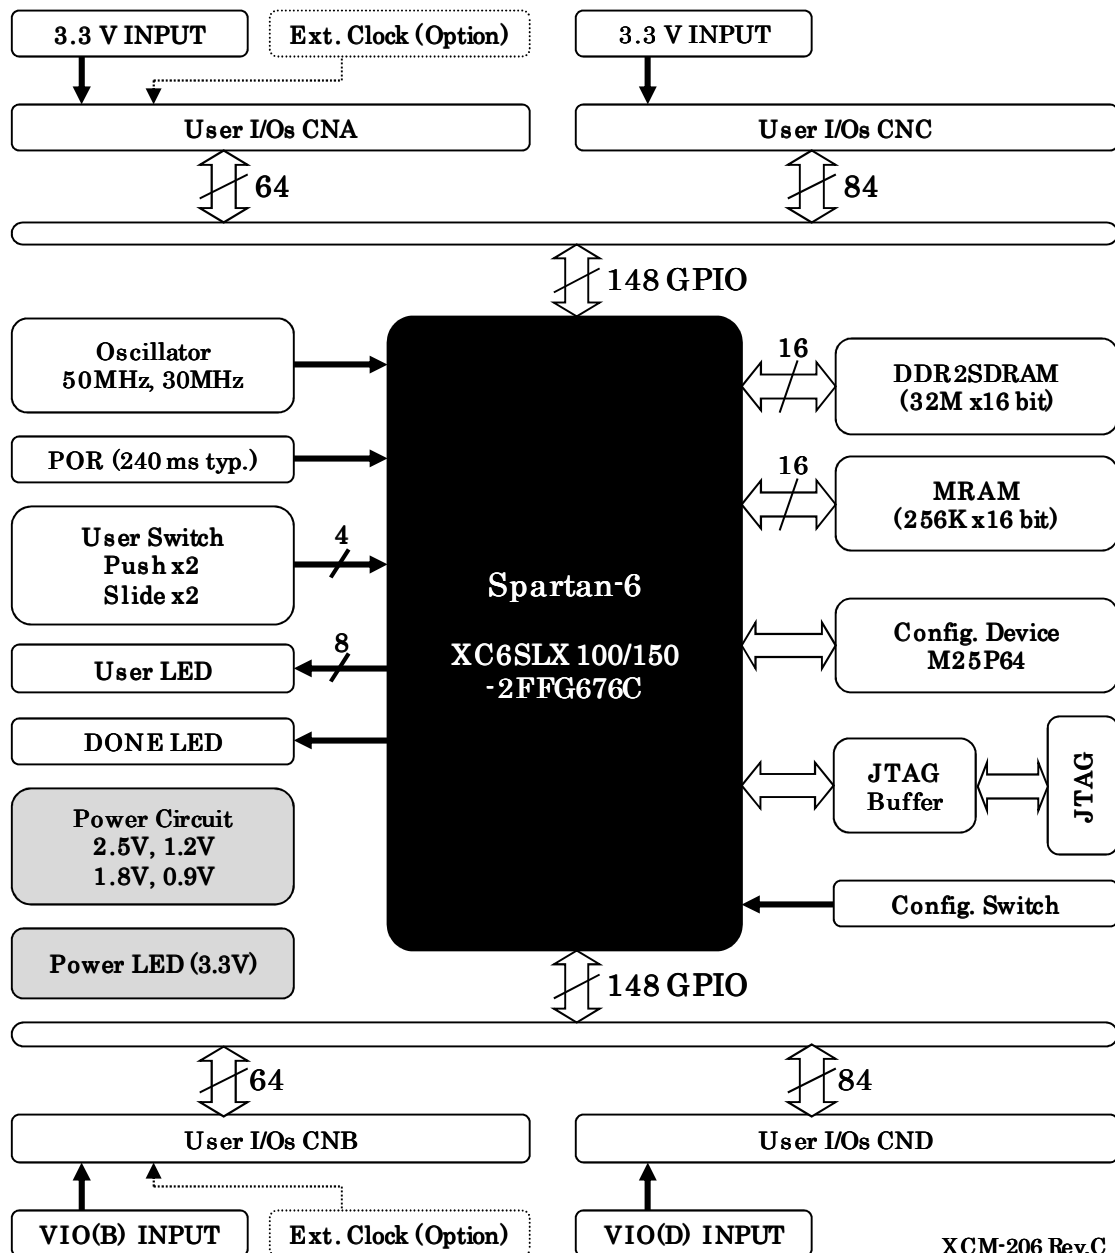 3.3 V INPUT
Ext. Clock (Option)
3.3 V INPUT
User I/Os CNA
User I/Os CNC
64
84
148 GPIO
Oscillator
50MHz, 30MHz
POR (240 ms typ.)
User Switch
Push x2
Slide x2
4
User LED
8
DONE LED
Power Circuit
2.5V, 1.2V
1.8V, 0.9V
Power LED (3.3V)
Spartan-6
XC6SLX 100/150
-2FFG676C
16
DDR2SDRAM
(32M x16 bit)
16
MRAM
(256K x16 bit)
Config. Device
M25P64
JTAG
Buffer
JTAG
Config. Switch
148 GPIO
64
84
User I/Os CNB
User I/Os CND
VIO(B) INPUT
Ext. Clock (Option)
VIO(D) INPUT
XCM-206 Rev.C